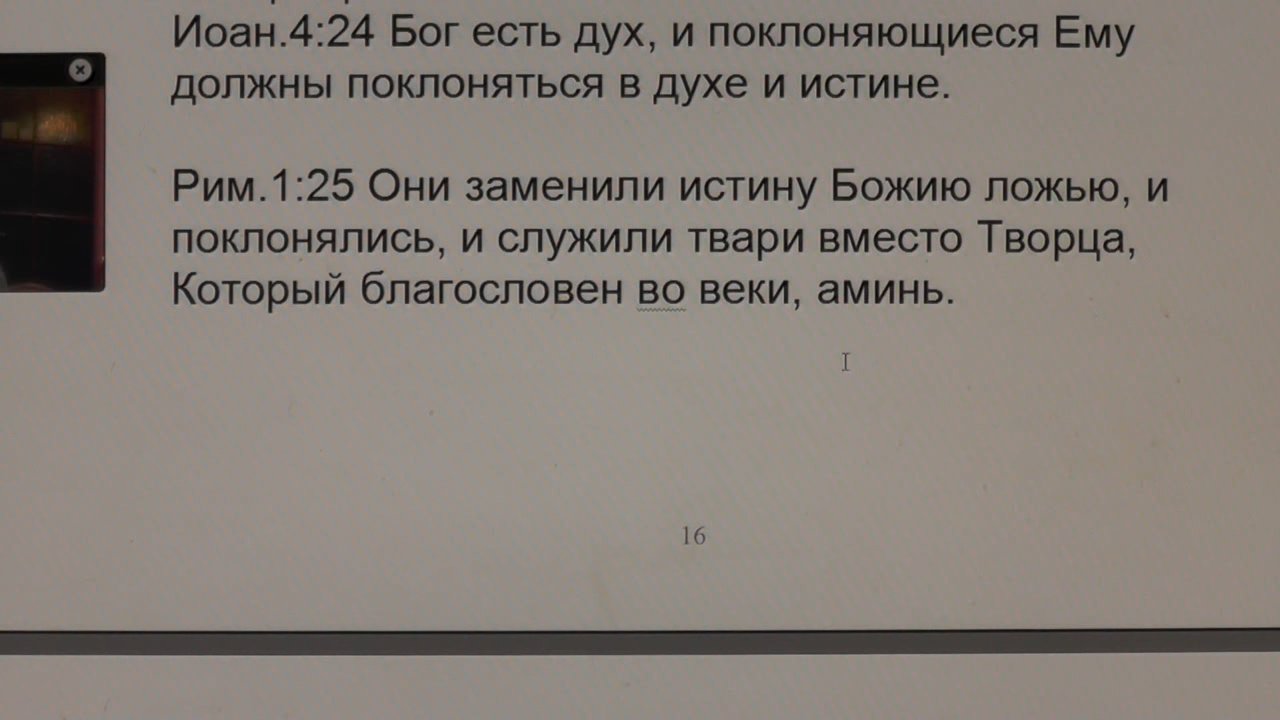 Иоан.4:24 Бог есть дух, и поклоняющиеся Ему
должны поклоняться в духе и истине.
Рим.1:25 Они заменили истину Божию ложью, и
поклонялись, и служили твари вместо Творца,
Который благословен во веки, аминь.
16